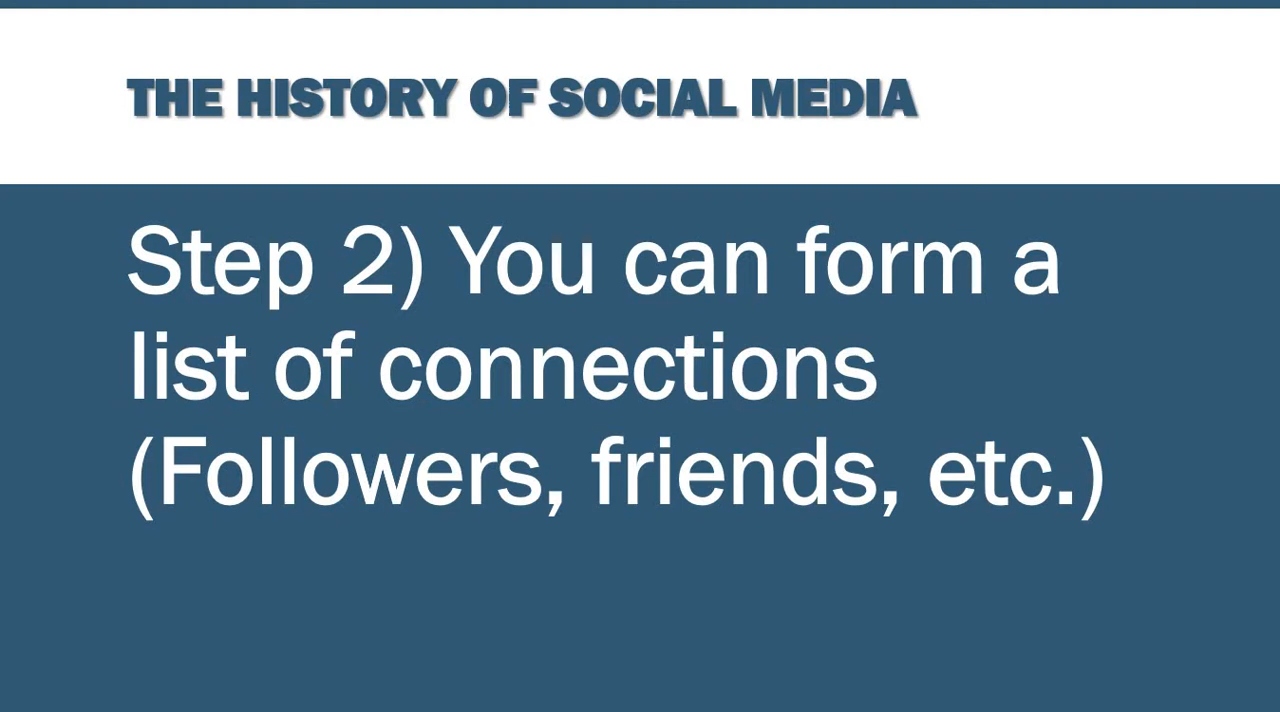 THE HISTORY OF SOCIAL MEDIA
Step 2) You can form a
list of connections
(Followers, friends, etc.)